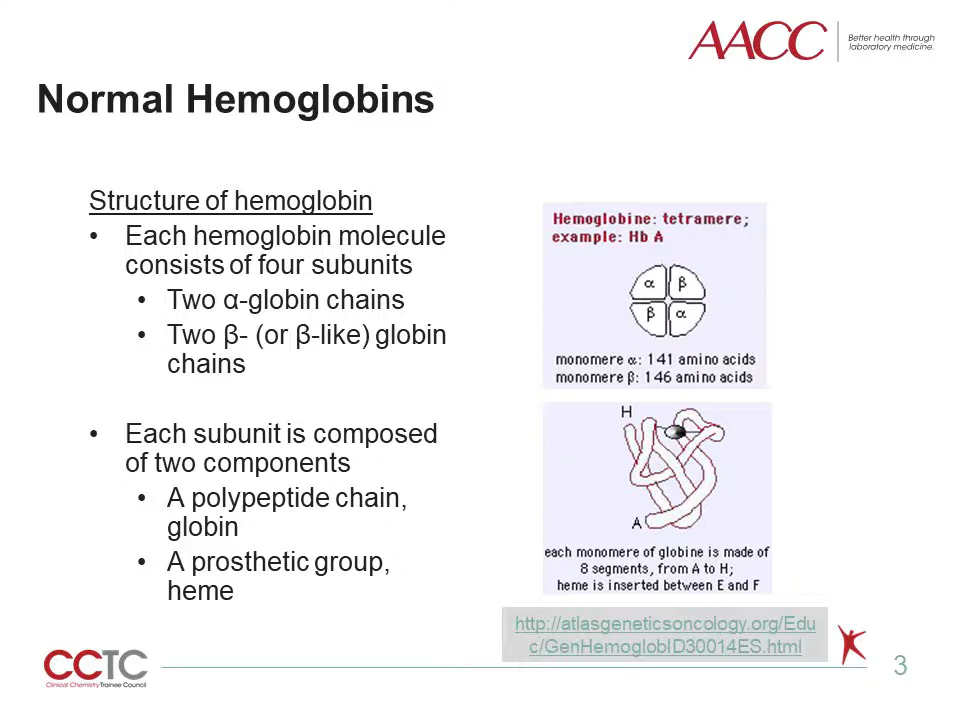 AACC
Better health through
laboratory medicine.
Normal Hemoglobins
Structure of hemoglobin
• Each hemoglobin molecule
consists of four subunits
• Two α-globin chains
• Two β- (or β-like) globin
chains
• Each subunit is composed
of two components
• A polypeptide chain,
globin
• A prosthetic group,
heme
Hemoglobine: tetramere;
example: Hb A
α β
β α
monomere α: 141 amino acids
monomere β: 146 amino acids
H
A
each monomere of globine is made of
8 segments, from A to H;
heme is inserted between E and F
http://atlasgeneticsoncology.org/Edu
c/GenHemoglobID30014ES.html
CCTC
Clinical Chemistry Trainee Council
3